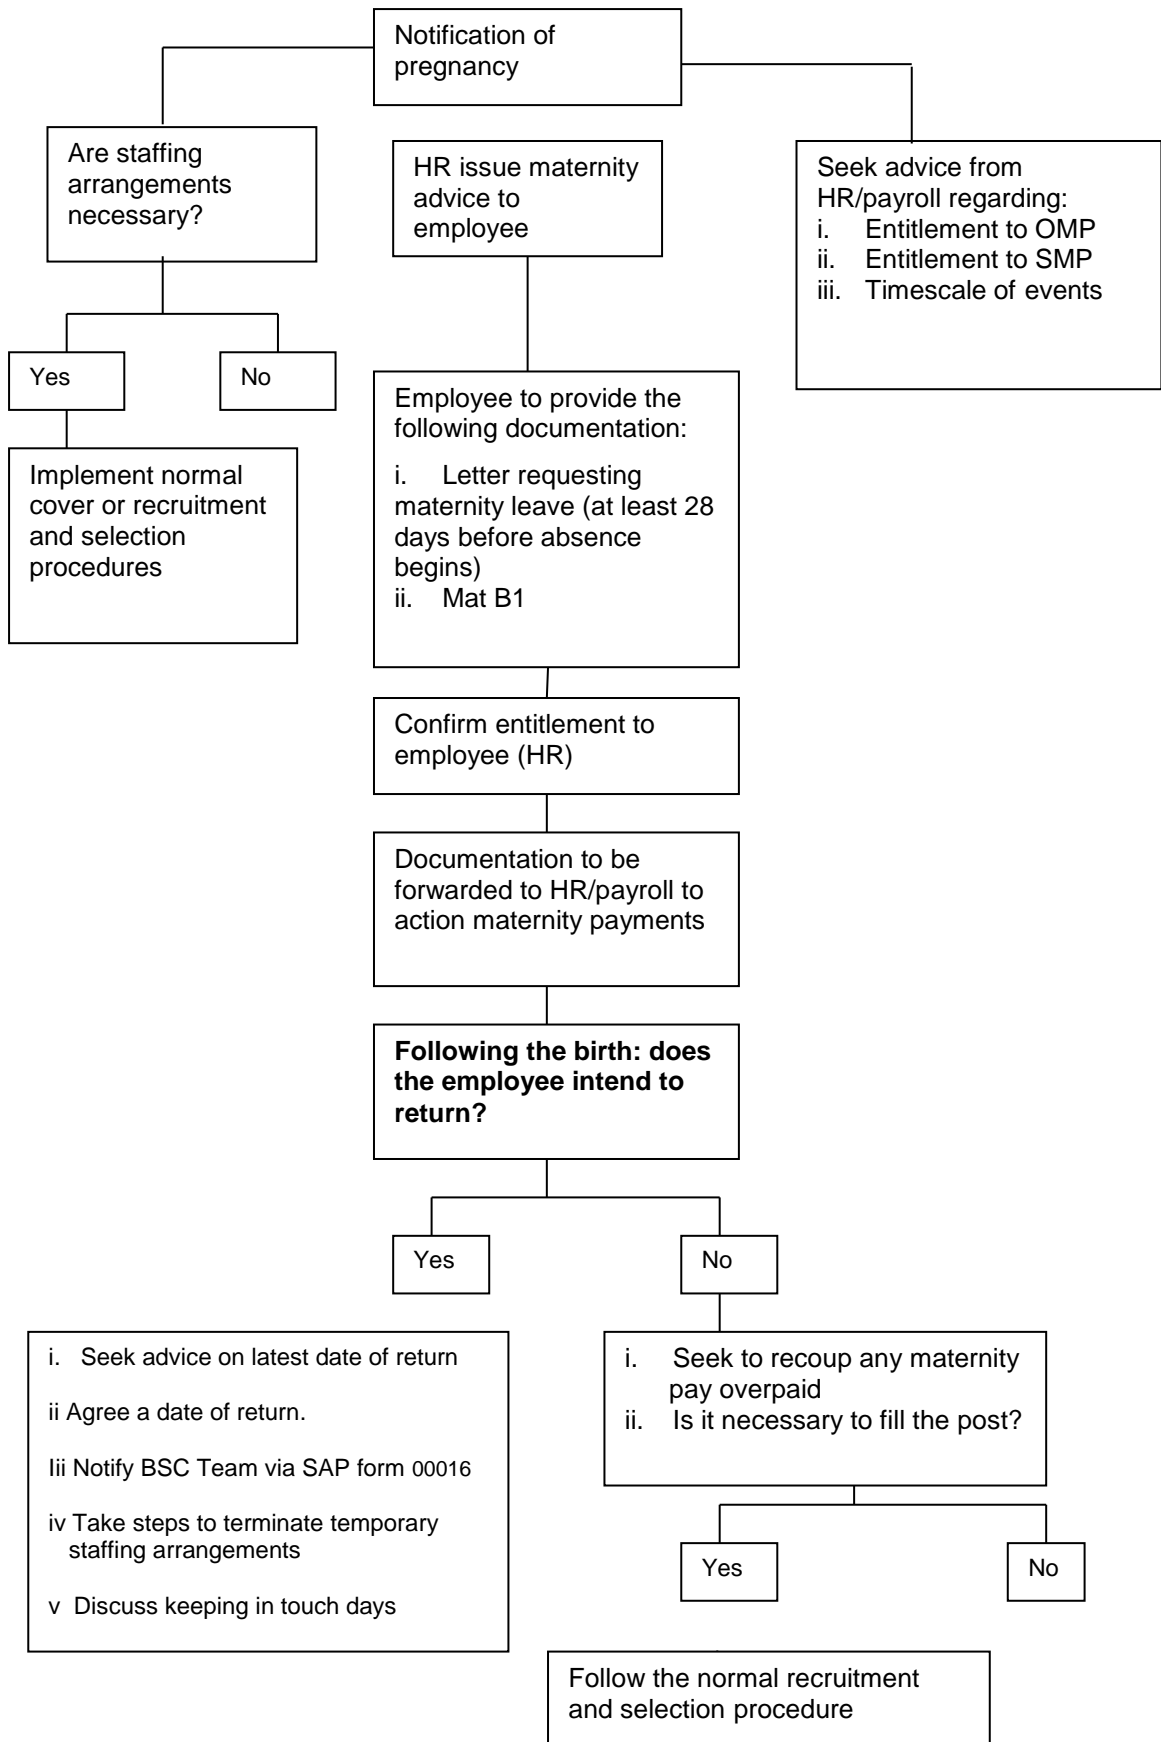 Notification of
pregnancy
Are staffing
arrangements
necessary?
HR issue maternity
advice to
employee
Seek advice from
HR/payroll regarding:
i. Entitlement to OMP
ii. Entitlement to SMP
iii. Timescale of events
Yes
No
Implement normal
cover or recruitment
and selection
procedures
Employee to provide the
following documentation:
i. Letter requesting
maternity leave (at least 28
days before absence
begins)
ii. Mat B1
Confirm entitlement to
employee (HR)
Documentation to be
forwarded to HR/payroll to
action maternity payments
Following the birth: does
the employee intend to
return?
Yes
No
i. Seek advice on latest date of return
ii Agree a date of return.
Iii Notify BSC Team via SAP form 00016
iv Take steps to terminate temporary
staffing arrangements
v Discuss keeping in touch days
i. Seek to recoup any maternity
pay overpaid
ii. Is it necessary to fill the post?
Yes
No
Follow the normal recruitment
and selection procedure